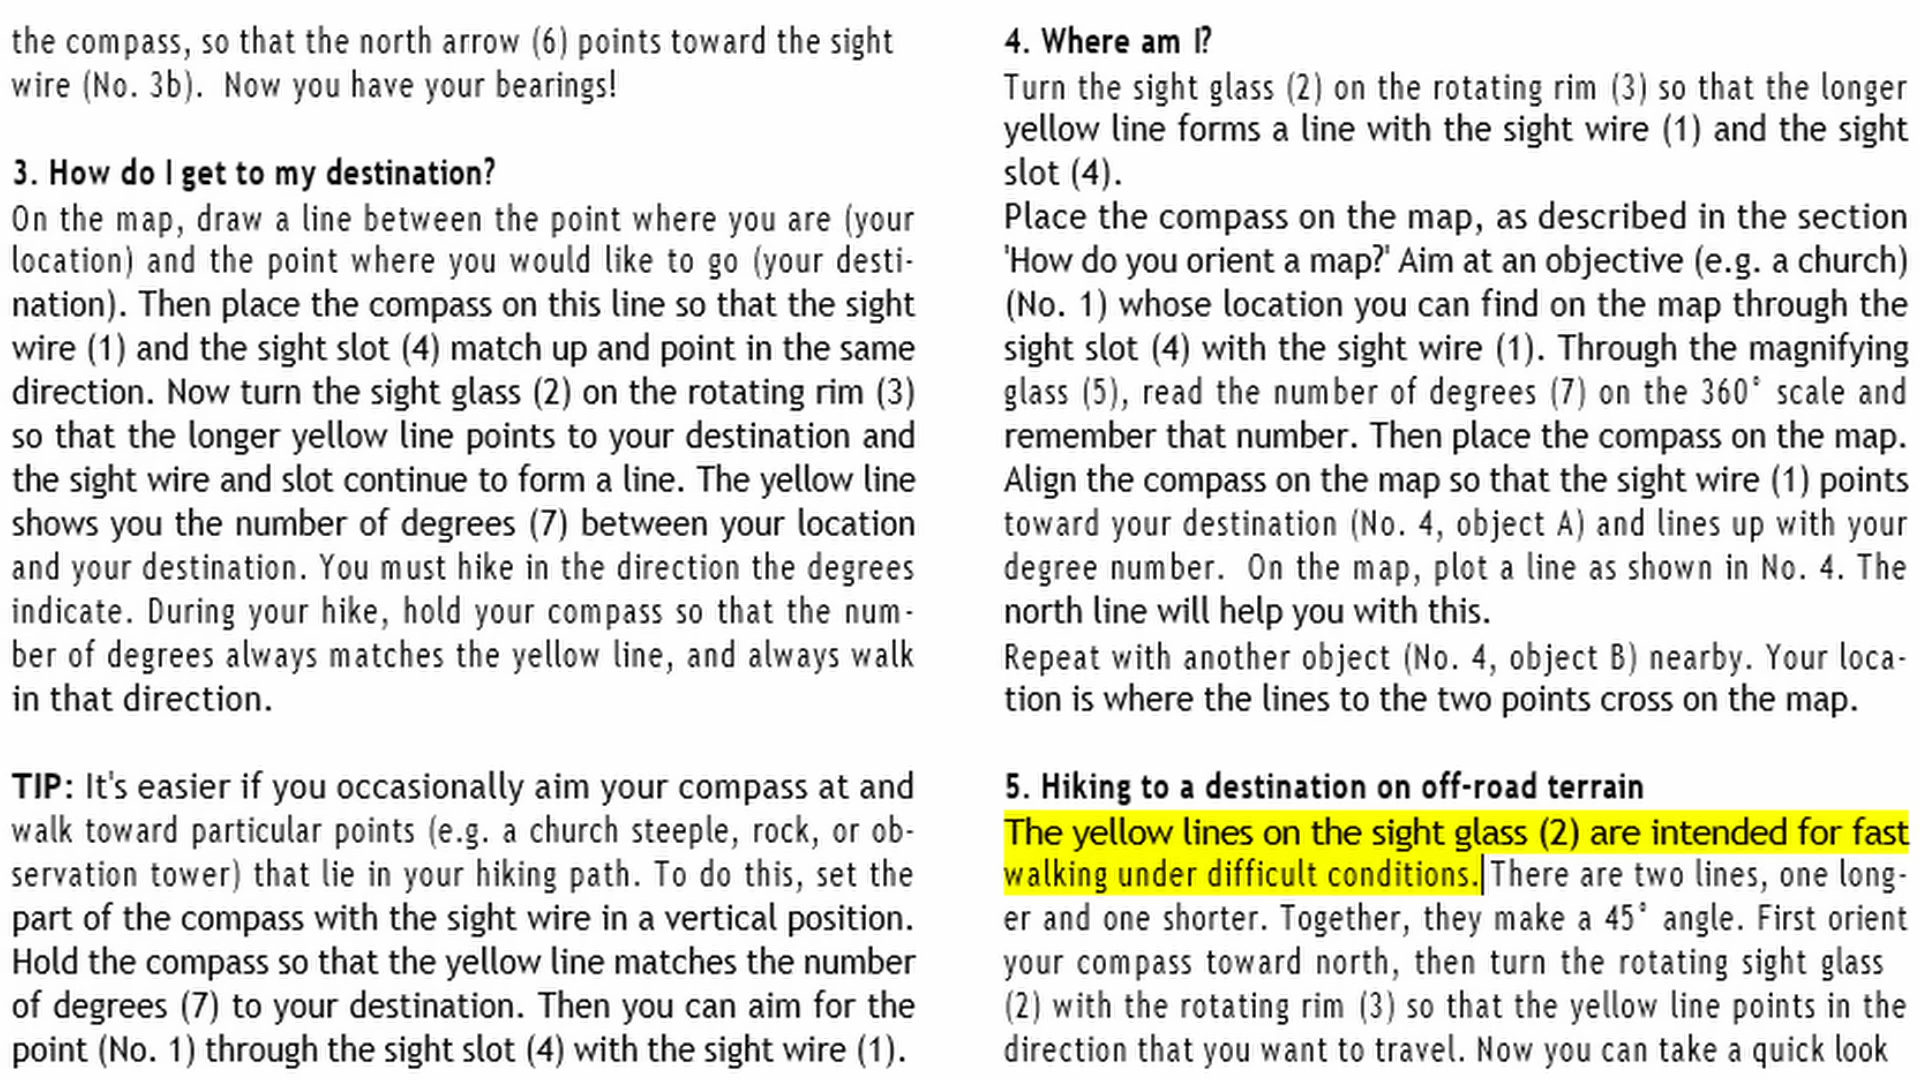 the compass, so that the north arrow (6) points toward the sight
wire (No. 3b).  Now you have your bearings!
3. How do I get to my destination?
On the map, draw a line between the point where you are (your
location) and the point where you would like to go (your desti-
nation). Then place the compass on this line so that the sight
wire (1) and the sight slot (4) match up and point in the same
direction. Now turn the sight glass (2) on the rotating rim (3)
so that the longer yellow line points to your destination and
the sight wire and slot continue to form a line. The yellow line
shows you the number of degrees (7) between your location
and your destination. You must hike in the direction the degrees
indicate. During your hike, hold your compass so that the num-
ber of degrees always matches the yellow line, and always walk
in that direction.
TIP: It's easier if you occasionally aim your compass at and
walk toward particular points (e.g. a church steeple, rock, or ob-
servation tower) that lie in your hiking path. To do this, set the
part of the compass with the sight wire in a vertical position.
Hold the compass so that the yellow line matches the number
of degrees (7) to your destination. Then you can aim for the
point (No. 1) through the sight slot (4) with the sight wire (1).
4. Where am I?
Turn the sight glass (2) on the rotating rim (3) so that the longer
yellow line forms a line with the sight wire (1) and the sight
slot (4).
Place the compass on the map, as described in the section
'How do you orient a map?' Aim at an objective (e.g. a church)
(No. 1) whose location you can find on the map through the
sight slot (4) with the sight wire (1). Through the magnifying
glass (5), read the number of degrees (7) on the 360° scale and
remember that number. Then place the compass on the map.
Align the compass on the map so that the sight wire (1) points
toward your destination (No. 4, object A) and lines up with your
degree number.  On the map, plot a line as shown in No. 4. The
north line will help you with this.
Repeat with another object (No. 4, object B) nearby. Your loca-
tion is where the lines to the two points cross on the map.
5. Hiking to a destination on off-road terrain
The yellow lines on the sight glass (2) are intended for fast
walking under difficult conditions. There are two lines, one long-
er and one shorter. Together, they make a 45° angle. First orient
your compass toward north, then turn the rotating sight glass
(2) with the rotating rim (3) so that the yellow line points in the
direction that you want to travel. Now you can take a quick look